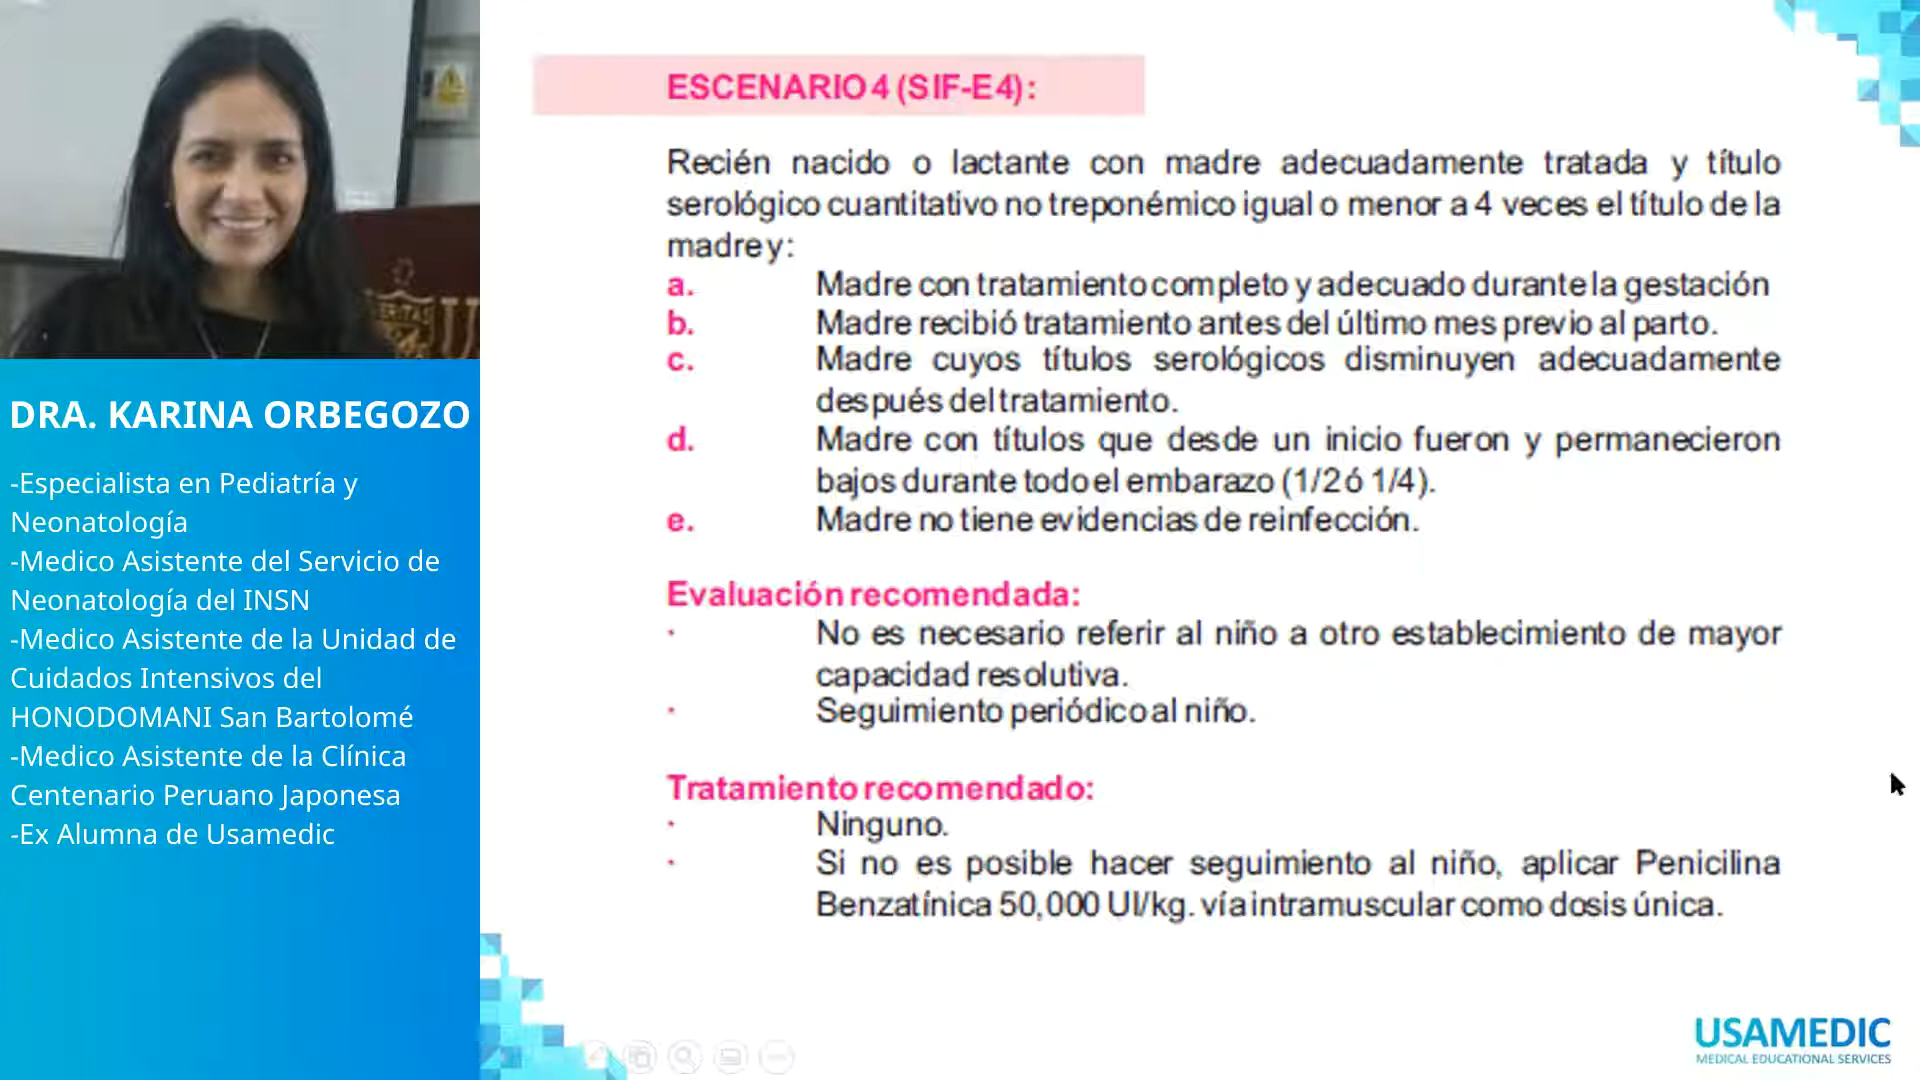 DRA. KARINA ORBEGOZO
-Especialista en Pediatría y
Neonatología
-Medico Asistente del Servicio de
Neonatología del INSN
-Medico Asistente de la Unidad de
Cuidados Intensivos del
HONODOMANI San Bartolomé
-Medico Asistente de la Clínica
Centenario Peruano Japonesa
-Ex Alumna de Usamedic
ESCENARIO 4 (SIF-E4):
Recién nacido o lactante con madre adecuadamente tratada y título
serológico cuantitativo no treponémico igual o menor a 4 veces el título de la
madre y:
a. Madre con tratamiento completo y adecuado durante la gestación
b. Madre recibió tratamiento antes del último mes previo al parto.
c. Madre cuyos títulos serológicos disminuyen adecuadamente
después del tratamiento.
d. Madre con títulos que desde un inicio fueron y permanecieron
bajos durante todo el embarazo (1/2 ó 1/4).
e. Madre no tiene evidencias de reinfección.
Evaluación recomendada:
· No es necesario referir al niño a otro establecimiento de mayor
capacidad resolutiva.
· Seguimiento periódico al niño.
Tratamiento recomendado:
· Ninguno.
· Si no es posible hacer seguimiento al niño, aplicar Penicilina
Benzatínica 50,000 UI/kg. vía intramuscular como dosis única.
USAMEDIC
MEDICAL EDUCATIONAL SERVICES